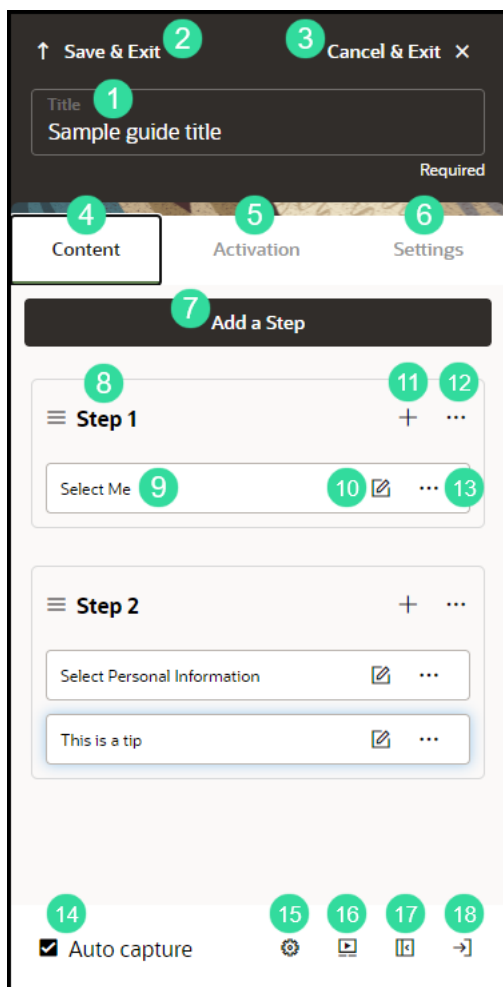 Save & Exit 2 3 Cancel & Exit
Title 1
Sample guide title
Required
4 5 6
Content Activation Settings
7 Add a Step
8 11 12
Step 1
Select Me 9 10 13
Step 2
Select Personal Information
This is a tip
14 15 16 17 18
Auto capture